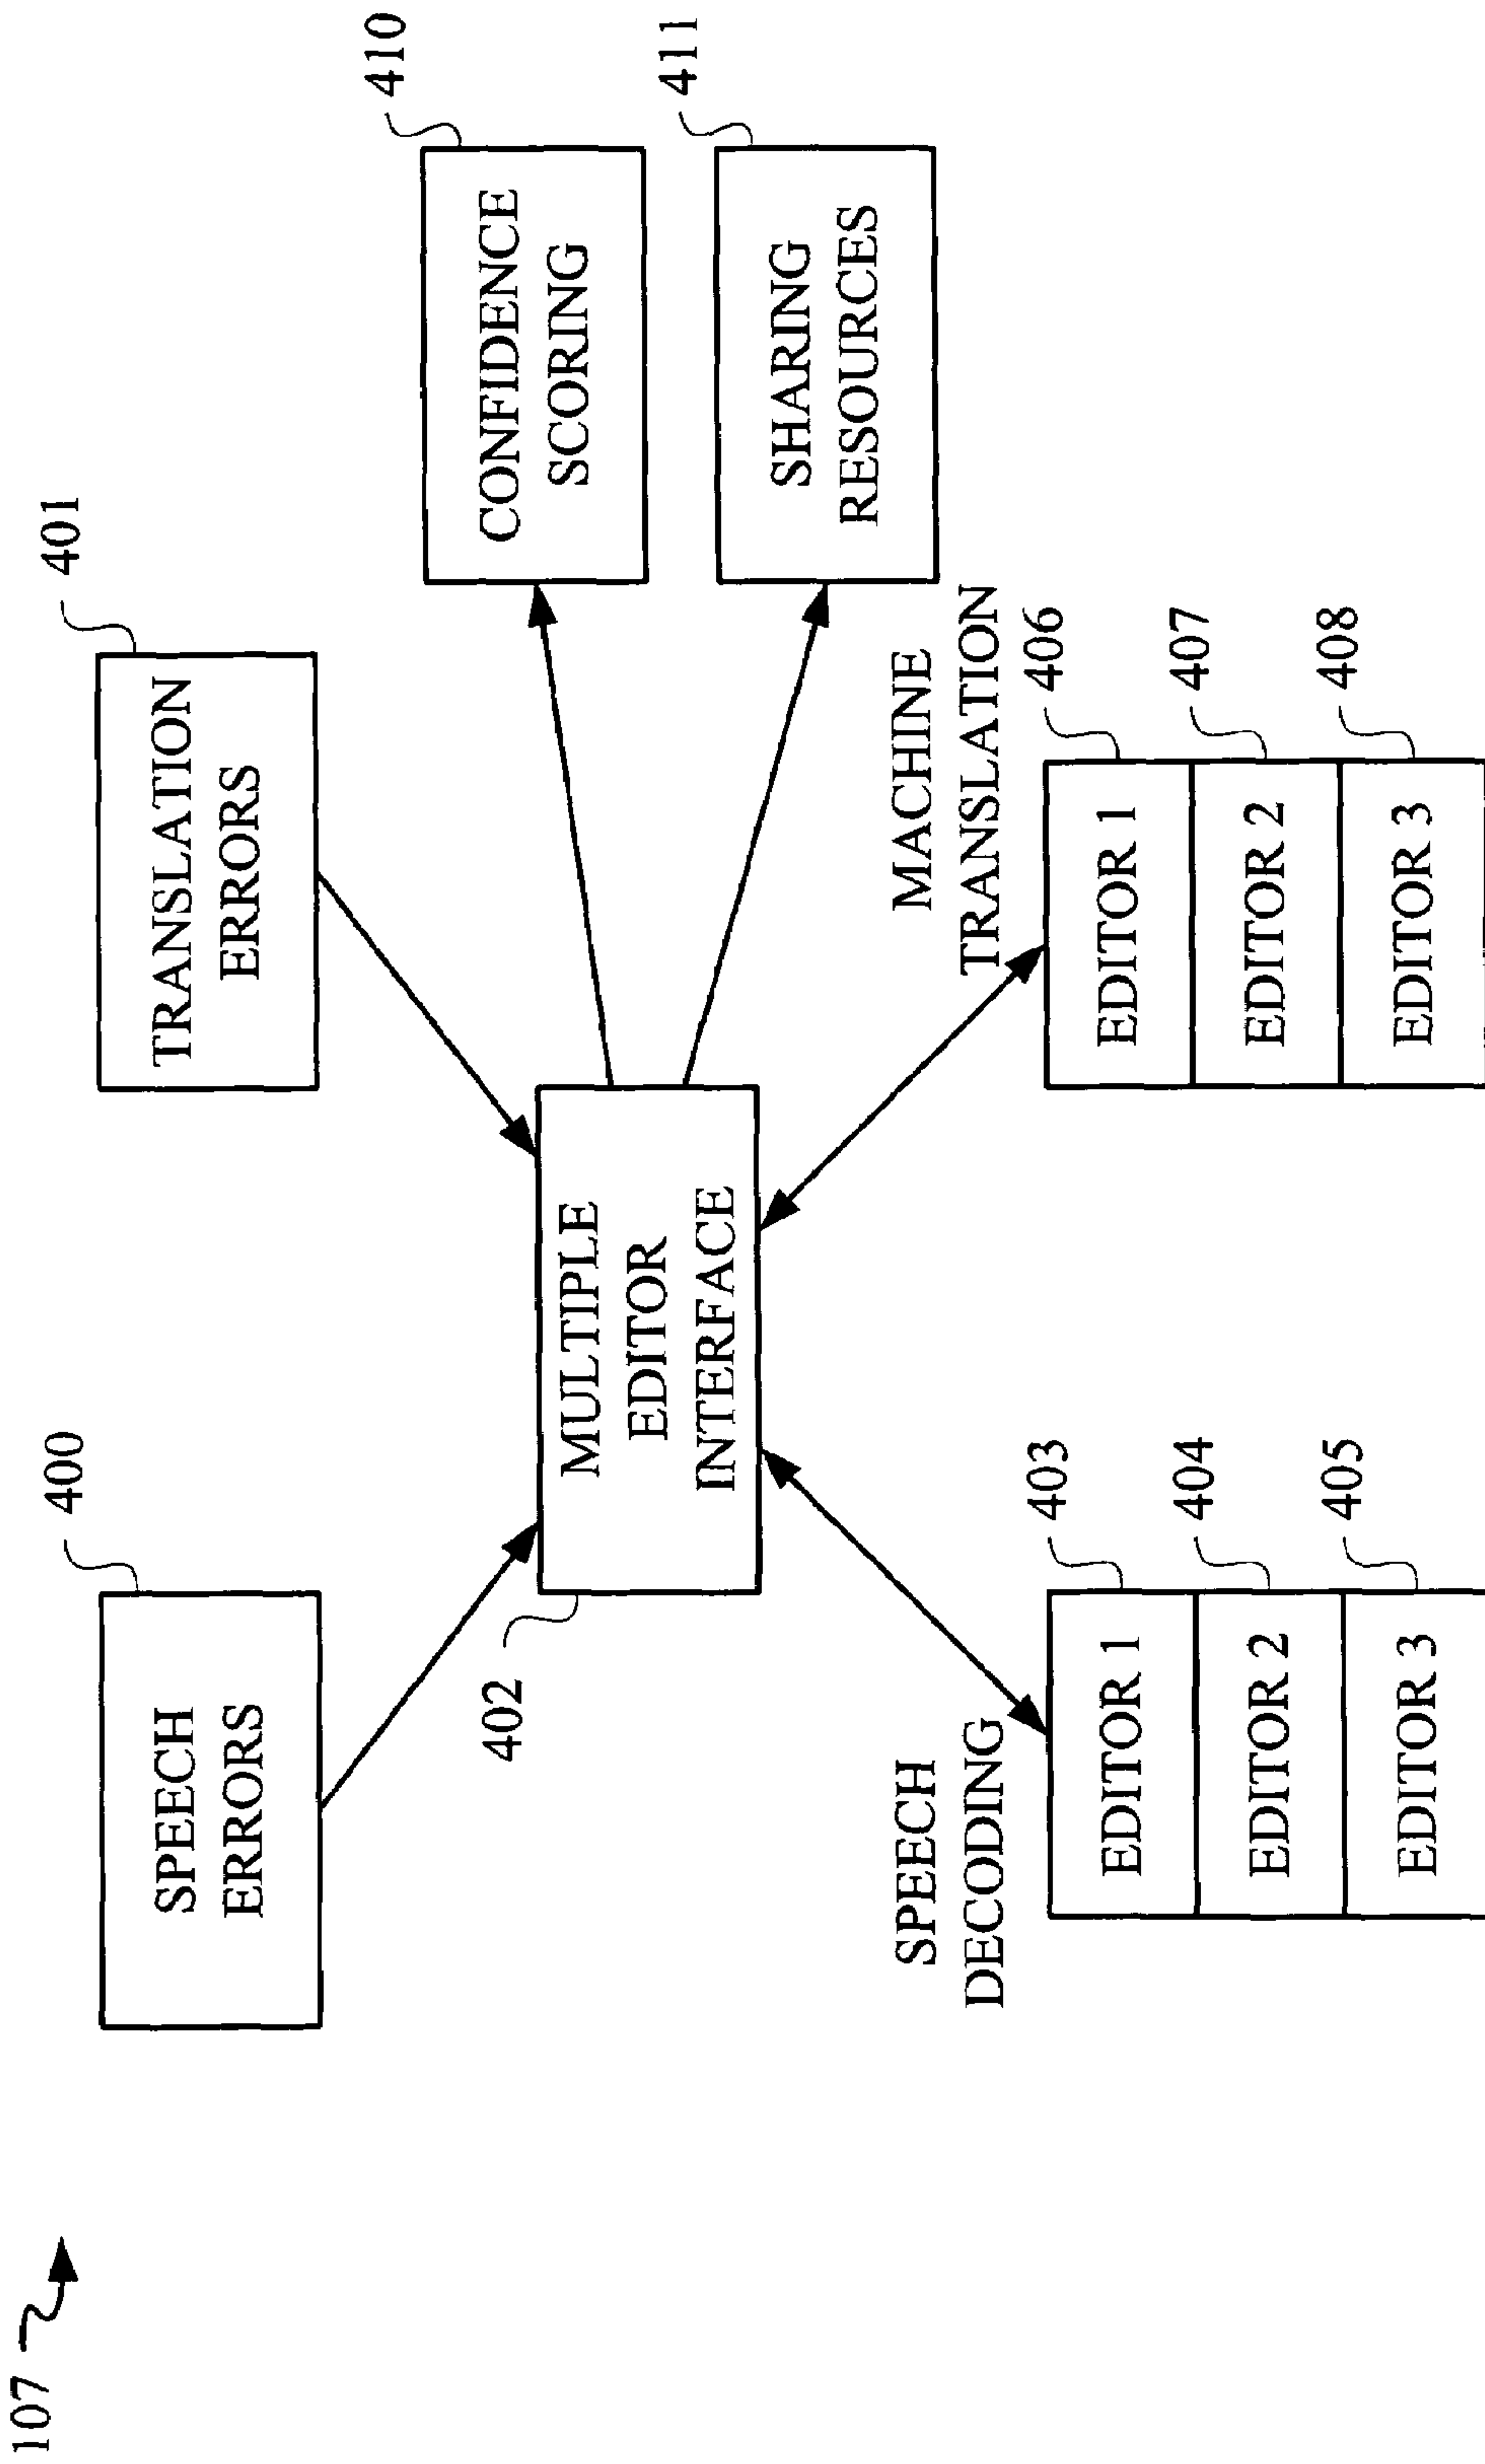 107
400
SPEECH
ERRORS
401
TRANSLATION
ERRORS
402
MULTIPLE
EDITOR
INTERFACE
410
CONFIDENCE
SCORING
411
SHARING
RESOURCES
SPEECH
DECODING
403
EDITOR 1
404
EDITOR 2
405
EDITOR 3
MACHINE
TRANSLATION
406
EDITOR 1
407
EDITOR 2
408
EDITOR 3